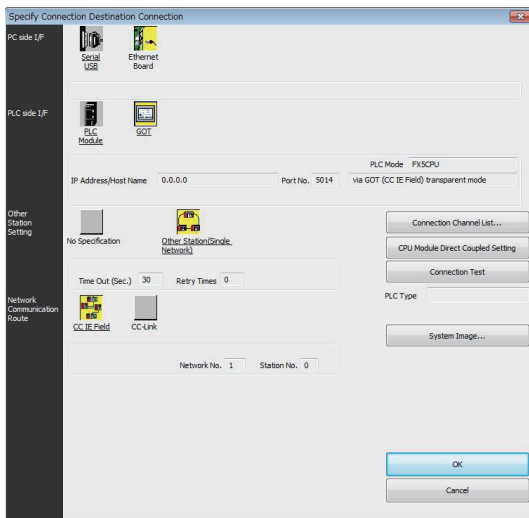 Specify Connection Destination Connection
PC side I/F
Serial
USB
Ethernet
Board
PLC side I/F
PLC
Module
GOT
PLC Mode FX5CPU
IP Address/Host Name 0.0.0.0 Port No. 5014 via GOT (CC IE Field) transparent mode
Other
Station
Setting
No Specification
Other Station(Single
Network)
Connection Channel List...
CPU Module Direct Coupled Setting
Time Out (Sec.) 30 Retry Times 0
Connection Test
Network
Communication
Route
CC IE Field
CC-Link
PLC Type
System Image...
Network No. 1 Station No. 0
OK
Cancel